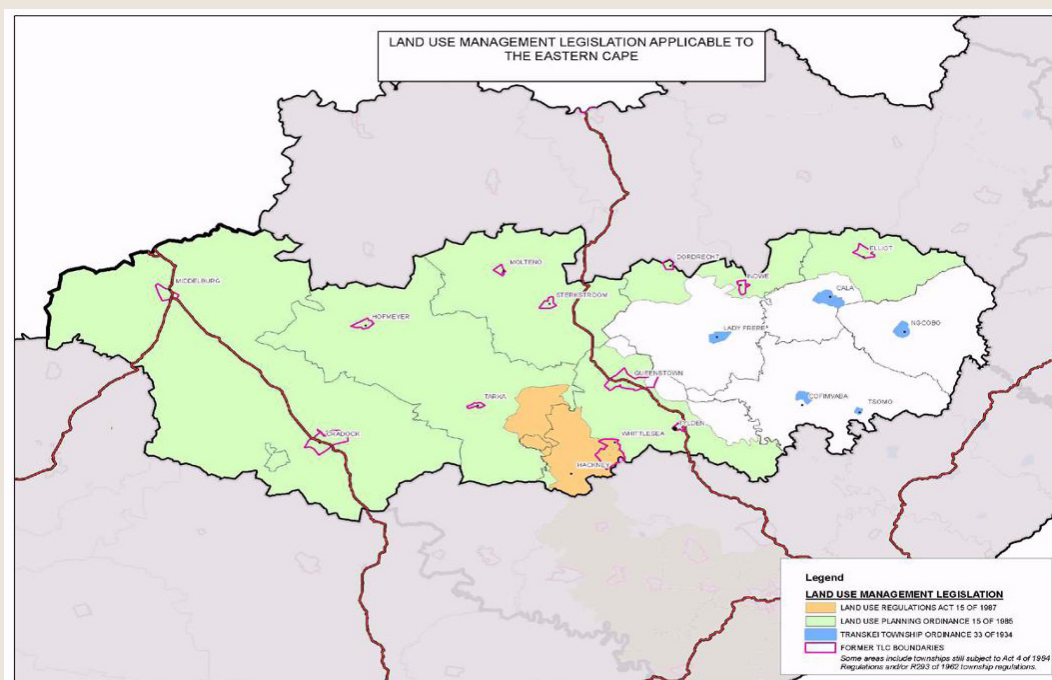 LAND USE MANAGEMENT LEGISLATION APPLICABLE TO
THE EASTERN CAPE
ELLIOT
DORDRECHT
MOLTENO
INDWE
MIDDELBURG
CALA
STERKSTROOM
HOFMEYER
LADY FRERE
NGCOBO
QUEENSTOWN
TARKA
COFIMVABA
TSOMO
CRADOCK
WHITTLESEA
HACKNEY
Legend
LAND USE MANAGEMENT LEGISLATION
LAND USE REGULATIONS ACT 15 OF 1987
LAND USE PLANNING ORDINANCE 15 OF 1985
TRANSKEI TOWNSHIP ORDINANCE 33 OF 1934
FORMER TLC BOUNDARIES
Some areas include townships still subject to Act 4 of 1984
Regulations and/or R293 of 1962 township regulations.